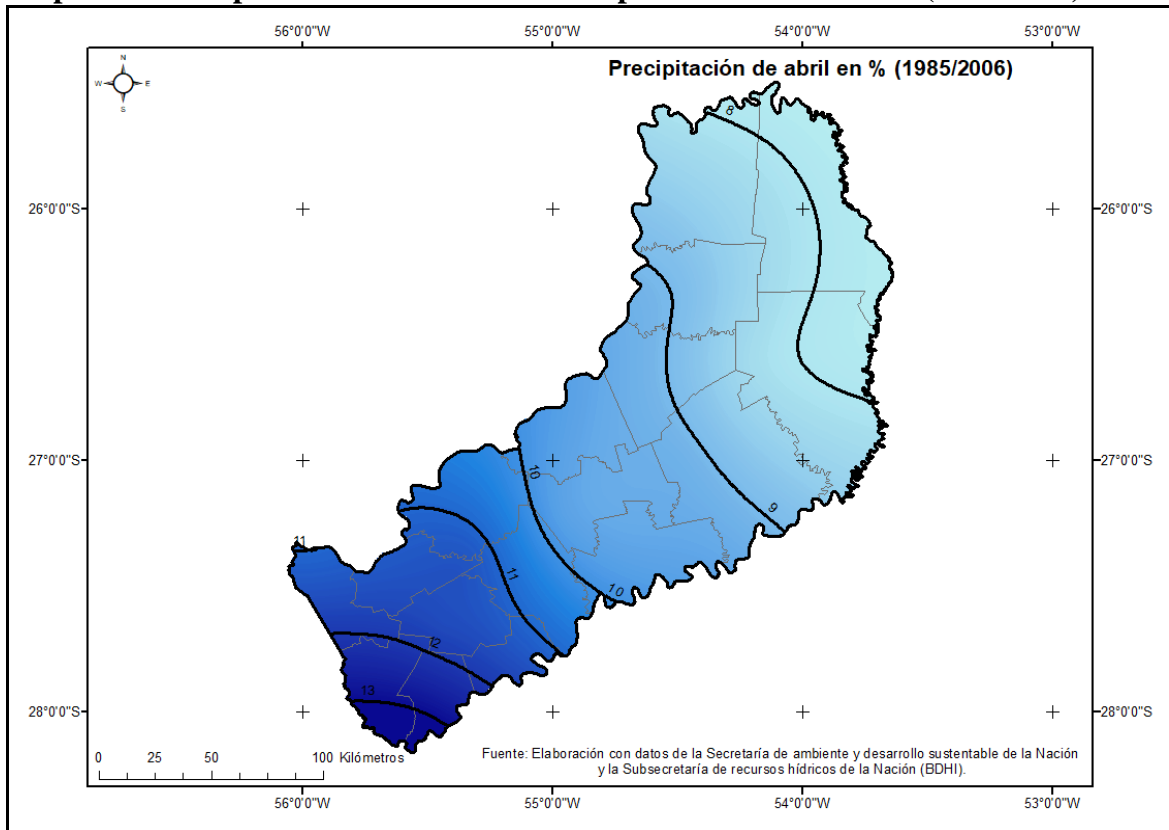 56°0'0"W 55°0'0"W 54°0'0"W 53°0'0"W
N
W E
S
Precipitación de abril en % (1985/2006)
8
26°0'0"S 26°0'0"S
27°0'0"S 27°0'0"S
10
9
11
11
10
12
13
28°0'0"S 28°0'0"S
0 25 50 100 Kilómetros
Fuente: Elaboración con datos de la Secretaría de ambiente y desarrollo sustentable de la Nación
y la Subsecretaría de recursos hídricos de la Nación (BDHI).
56°0'0"W 55°0'0"W 54°0'0"W 53°0'0"W